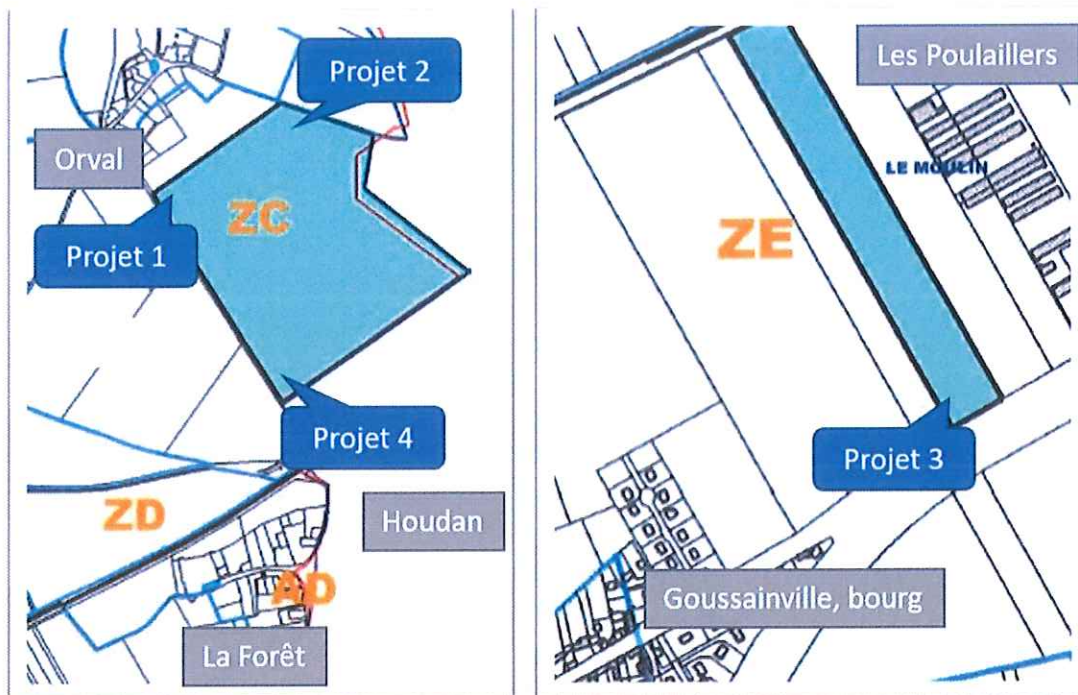 Projet 2
Orval
ZC
Projet 1
Projet 4
ZD
Houdan
AD
La Forêt
Les Poulaillers
LE MOULIN
ZE
Projet 3
Goussainville, bourg